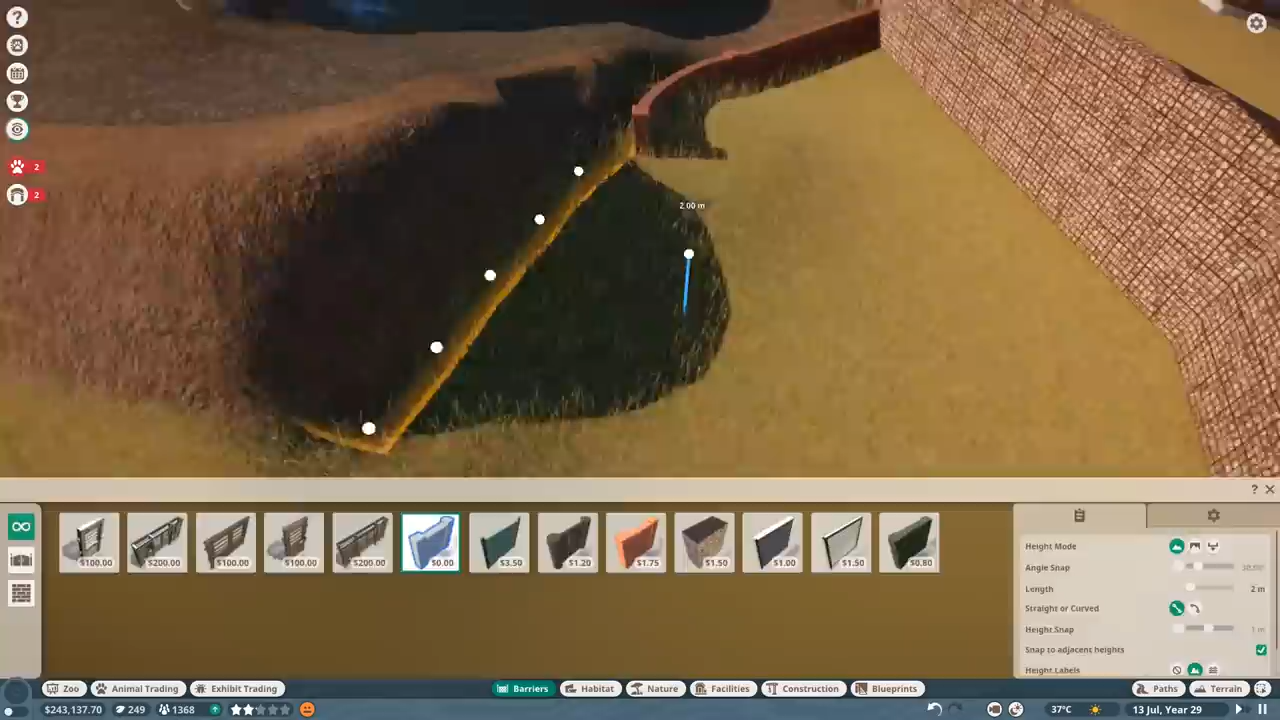 2
2
2.00 m
?
$100.00 $200.00 $100.00 $100.00 $200.00 $0.00 $3.50 $1.20 $1.75 $1.50 $1.00 $1.50 $0.80
Height Mode
Angle Snap
Length 2 m
Straight or Curved
Height Snap 1 m
Snap to adjacent heights
Height Labels
Zoo Animal Trading Exhibit Trading Barriers Habitat Nature Facilities Construction Blueprints Paths Terrain
$243,137.70 249 1368 37°C 13 Jul, Year 29